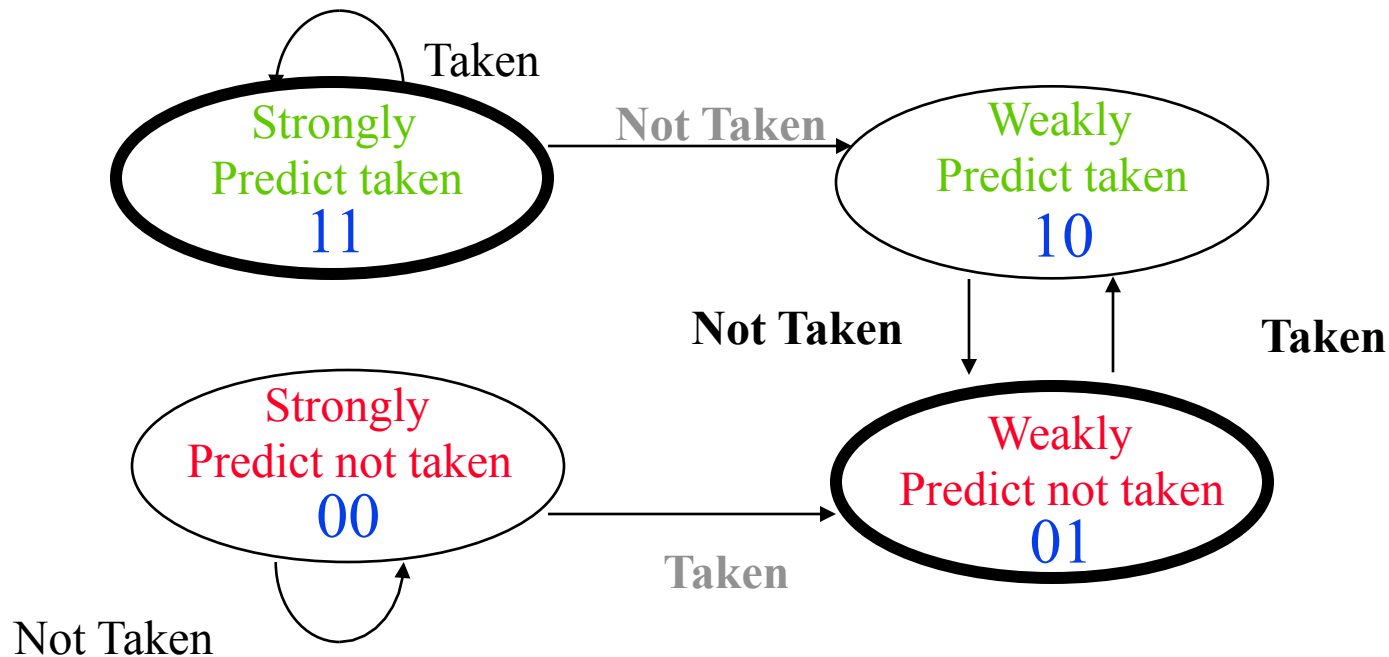 Taken
Strongly
Predict taken
11
Not Taken
Weakly
Predict taken
10
Not Taken
Taken
Strongly
Predict not taken
00
Weakly
Predict not taken
01
Taken
Not Taken